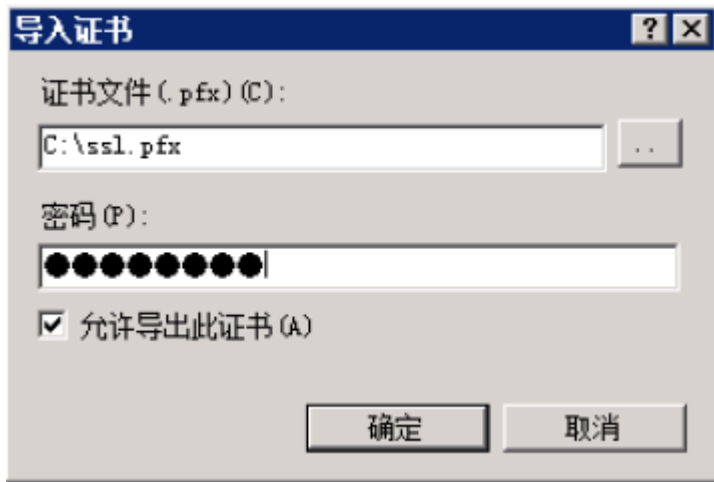 导入证书
证书文件(.pfx)(C):
C:\ssl.pfx
..
密码(P):
●●●●●●●●
允许导出此证书(A)
确定 取消